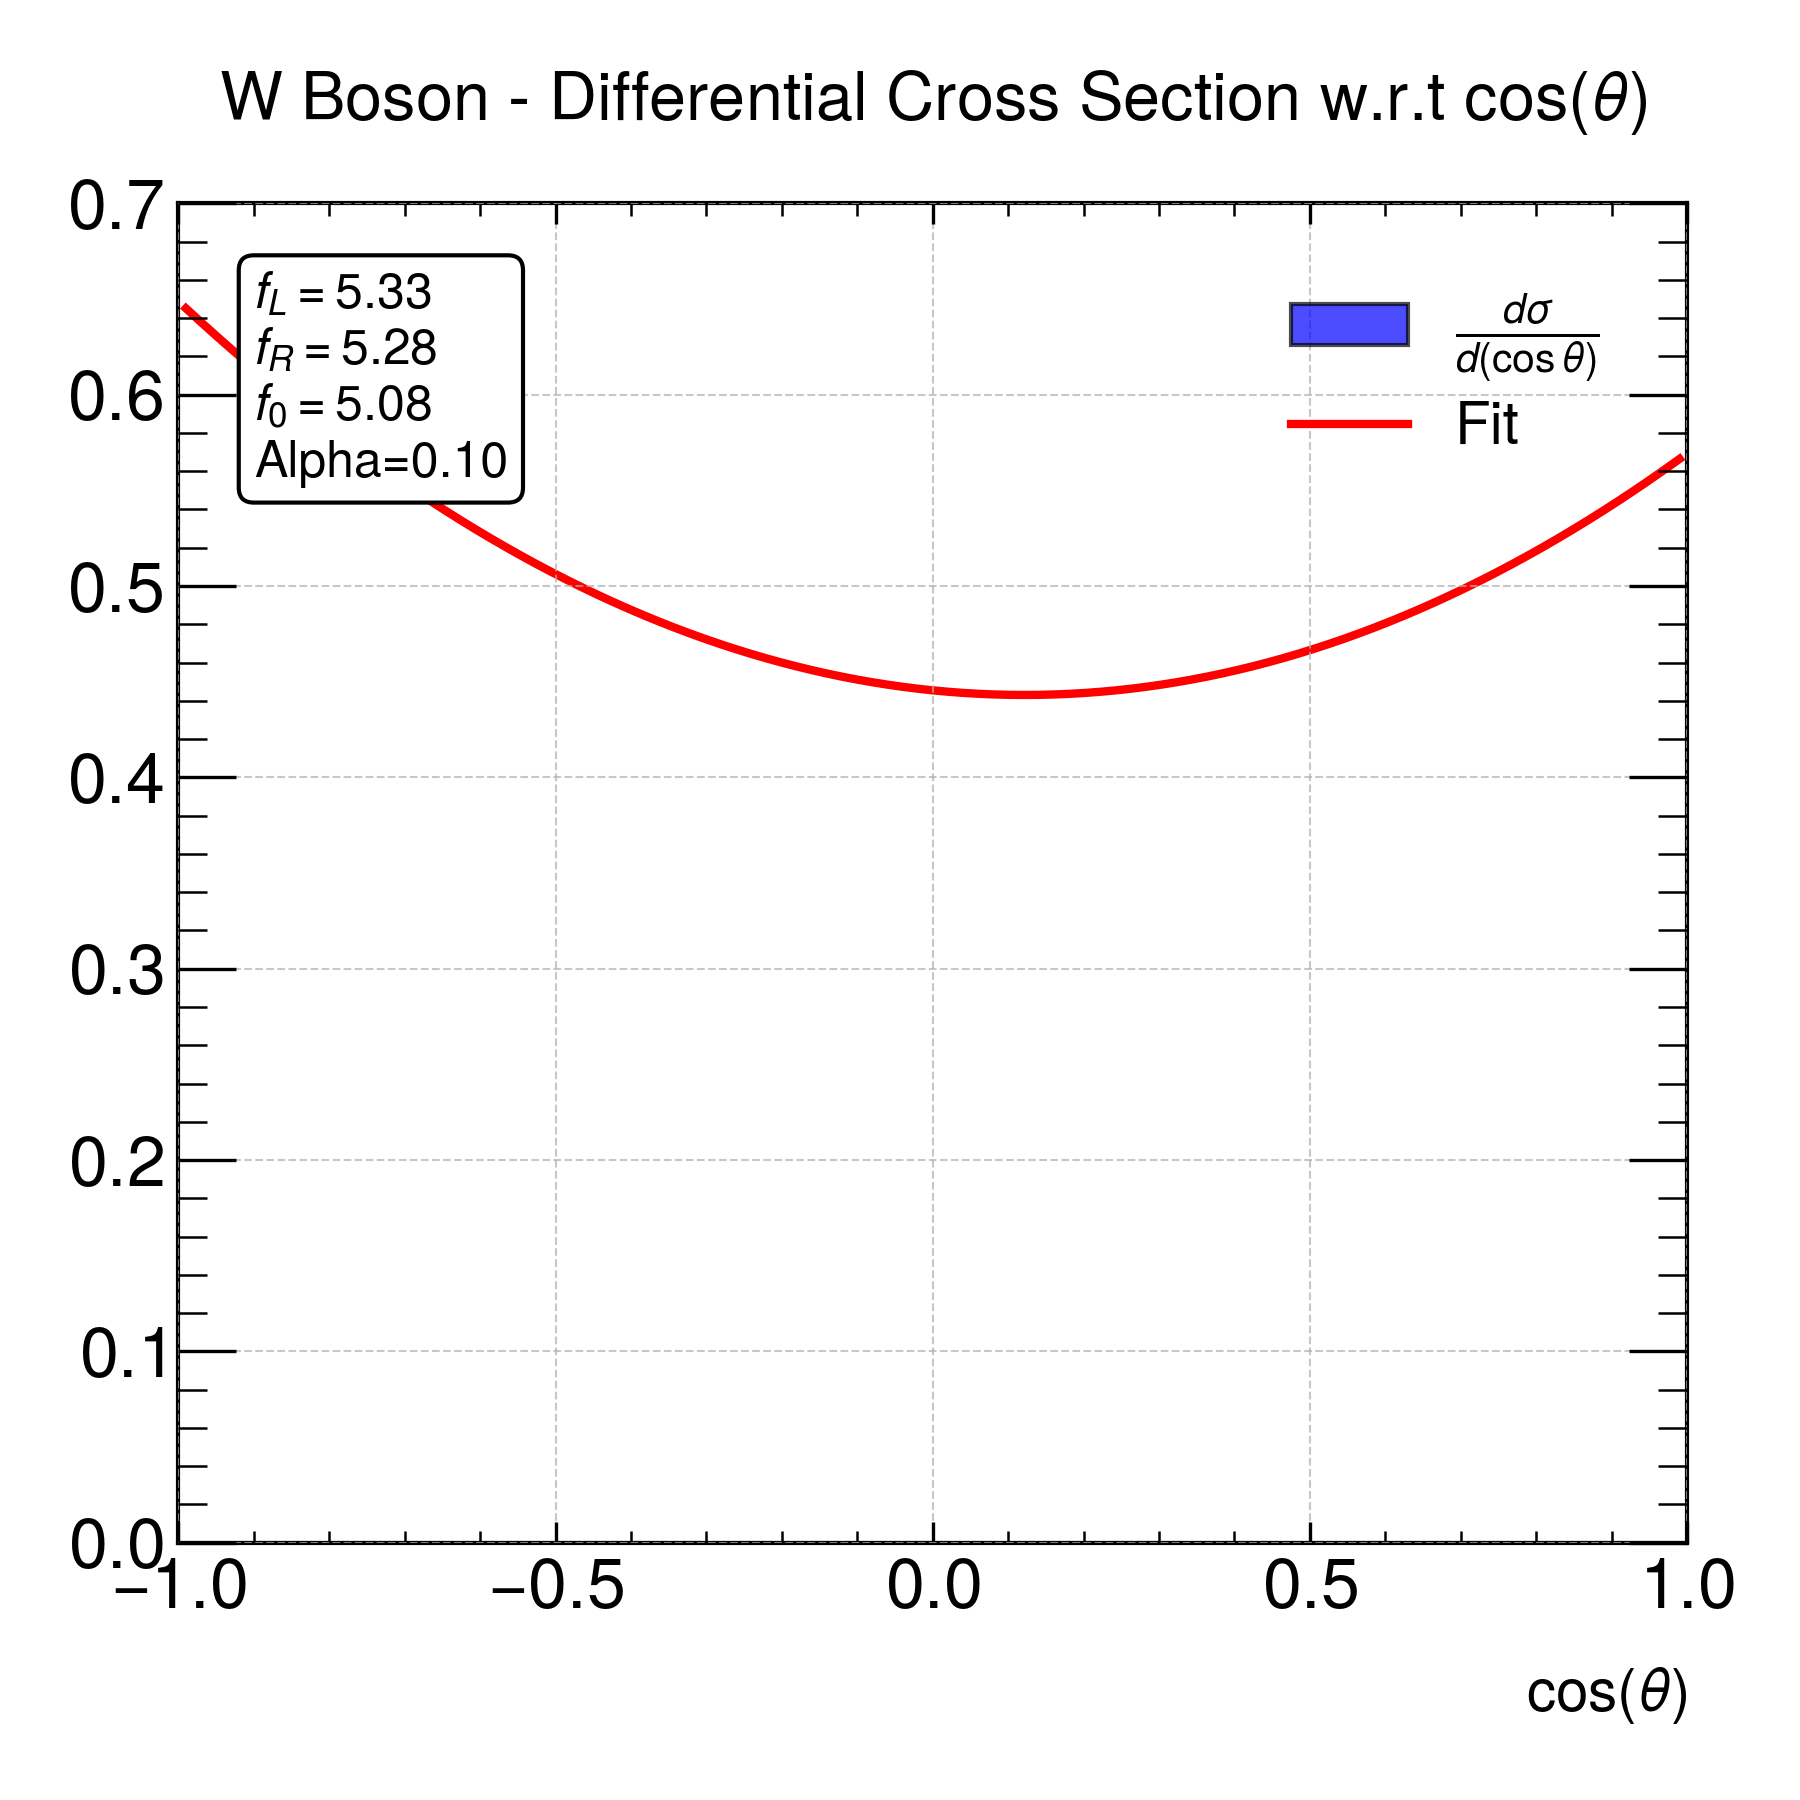 W Boson - Differential Cross Section w.r.t cos(θ)
0.7
0.6
0.5
0.4
0.3
0.2
0.1
0.0
f_L = 5.33
f_R = 5.28
f_0 = 5.08
Alpha=0.10
dσ
d(cos θ)
Fit
−1.0 −0.5 0.0 0.5 1.0
cos(θ)